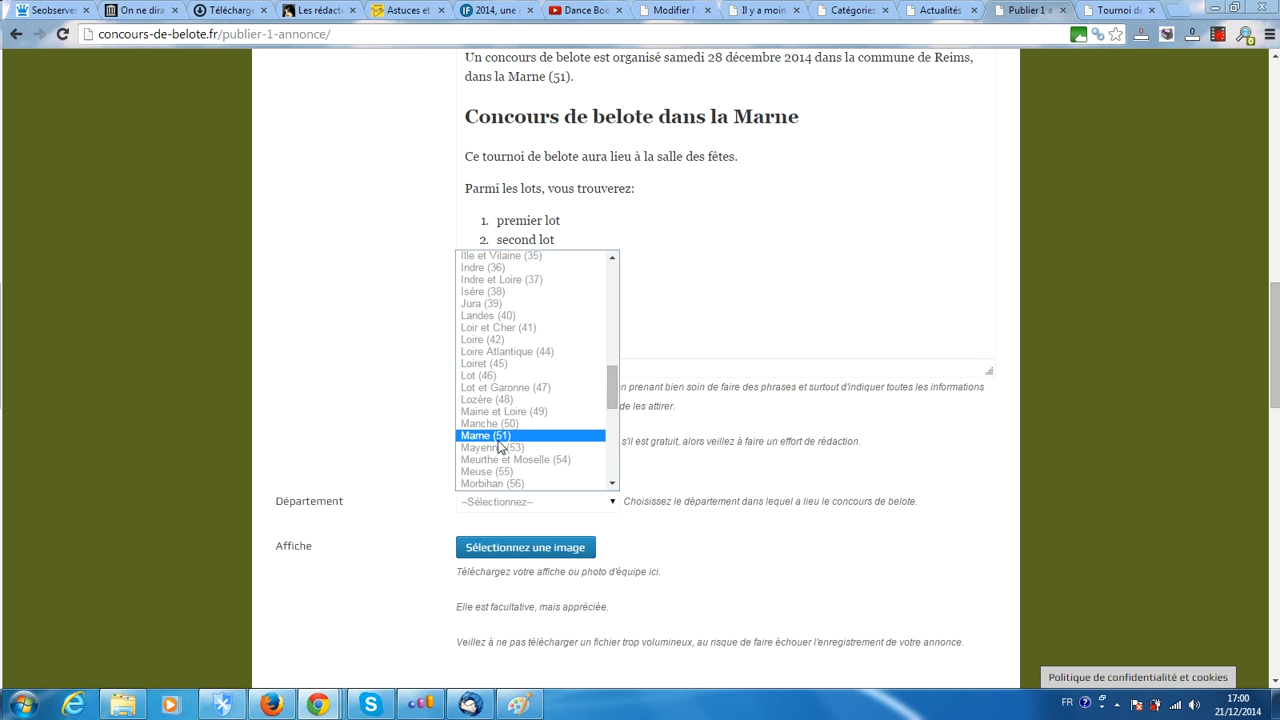 Seobserver
On ne dira
Télécharge
Les rédacte
Astuces et
2014, une
Dance Boo
Modifier l'
Il y a moin
Catégories
Actualités
Publier 1
Tournoi de
concours-de-belote.fr/publier-1-annonce/
Un concours de belote est organisé samedi 28 décembre 2014 dans la commune de Reims,
dans la Marne (51).
Concours de belote dans la Marne
Ce tournoi de belote aura lieu à la salle des fêtes.
Parmi les lots, vous trouverez:
1. premier lot
2. second lot
Ille et Vilaine (35)
Indre (36)
Indre et Loire (37)
Isère (38)
Jura (39)
Landes (40)
Loir et Cher (41)
Loire (42)
Loire Atlantique (44)
Loiret (45)
Lot (46)
Lot et Garonne (47)
Lozère (48)
Maine et Loire (49)
Manche (50)
Marne (51)
Mayenne (53)
Meurthe et Moselle (54)
Meuse (55)
Morbihan (56)
en prenant bien soin de faire des phrases et surtout d'indiquer toutes les informations
de les attirer.
s'il est gratuit, alors veillez à faire un effort de rédaction.
Département
–Sélectionnez–
Choisissez le département dans lequel a lieu le concours de belote.
Affiche
Sélectionnez une image
Téléchargez votre affiche ou photo d'équipe ici.
Elle est facultative, mais appréciée.
Veillez à ne pas télécharger un fichier trop volumineux, au risque de faire échouer l'enregistrement de votre annonce.
Politique de confidentialité et cookies
FR
17:00
21/12/2014